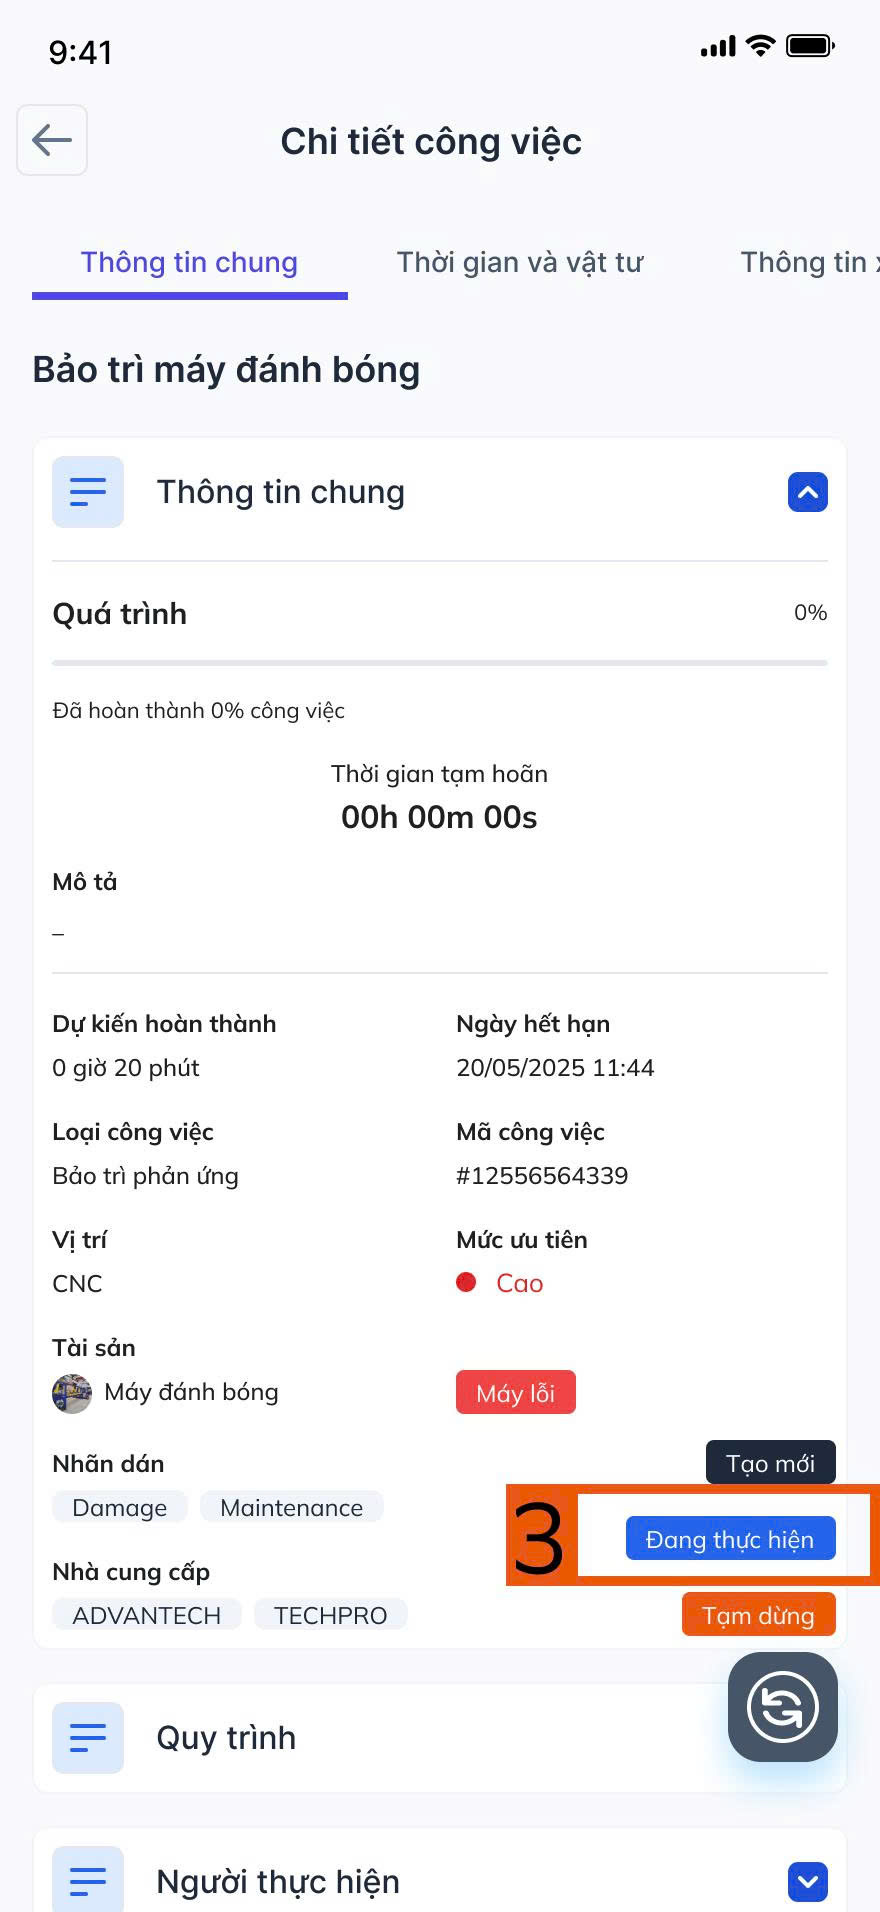 9:41
Chi tiết công việc
Thông tin chung Thời gian và vật tư Thông tin
Bảo trì máy đánh bóng
Thông tin chung
Quá trình 0%
Đã hoàn thành 0% công việc
Thời gian tạm hoãn
00h 00m 00s
Mô tả
–
Dự kiến hoàn thành Ngày hết hạn
0 giờ 20 phút 20/05/2025 11:44
Loại công việc Mã công việc
Bảo trì phản ứng #12556564339
Vị trí Mức ưu tiên
CNC Cao
Tài sản
Máy đánh bóng Máy lỗi
Nhãn dán Tạo mới
Damage Maintenance
3 Đang thực hiện
Nhà cung cấp
ADVANTECH TECHPRO Tạm dừng
Quy trình
Người thực hiện